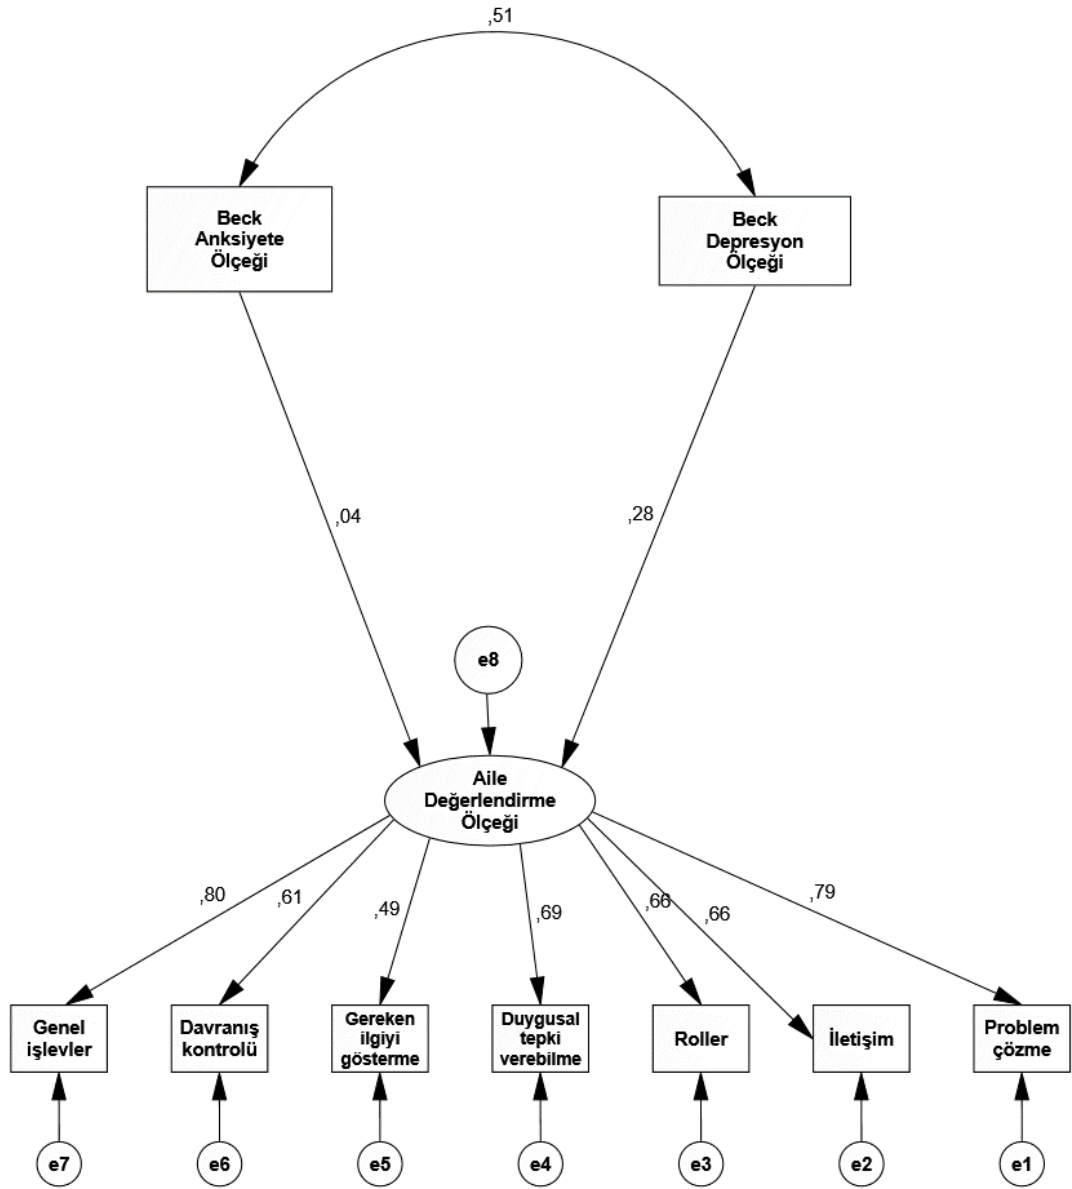 ,51
Beck
Anksiyete
Ölçeği
Beck
Depresyon
Ölçeği
,04
,28
e8
Aile
Değerlendirme
Ölçeği
,80
,61
,49
,69
,66
,66
,79
Genel
işlevler
Davranış
kontrolü
Gereken
ilgiyi
gösterme
Duygusal
tepki
verebilme
Roller
İletişim
Problem
çözme
e7
e6
e5
e4
e3
e2
e1